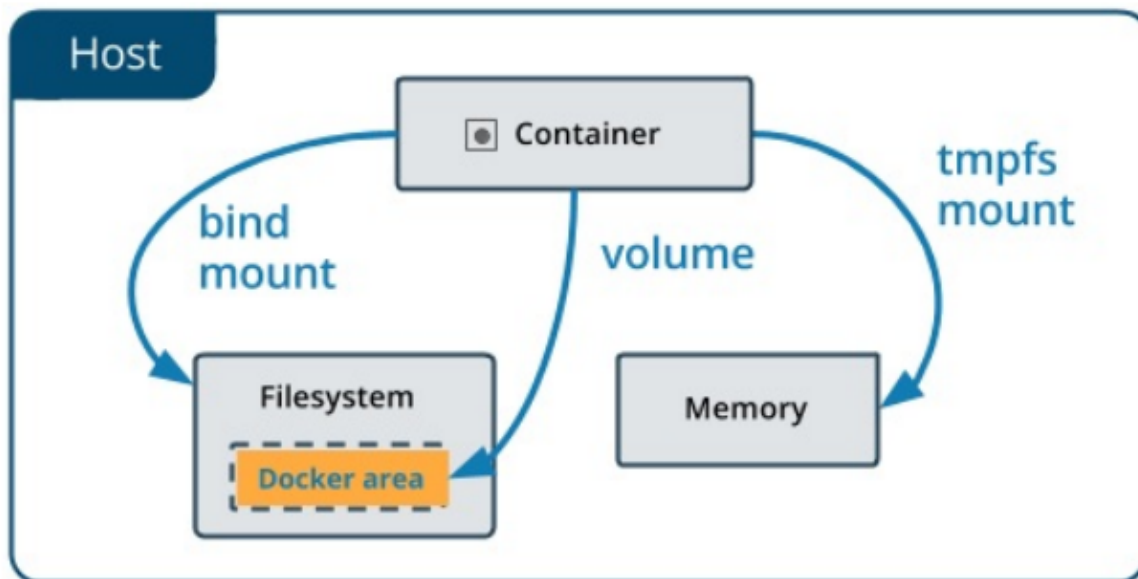 Host
Container
bind
mount
volume
tmpfs
mount
Filesystem
Docker area
Memory